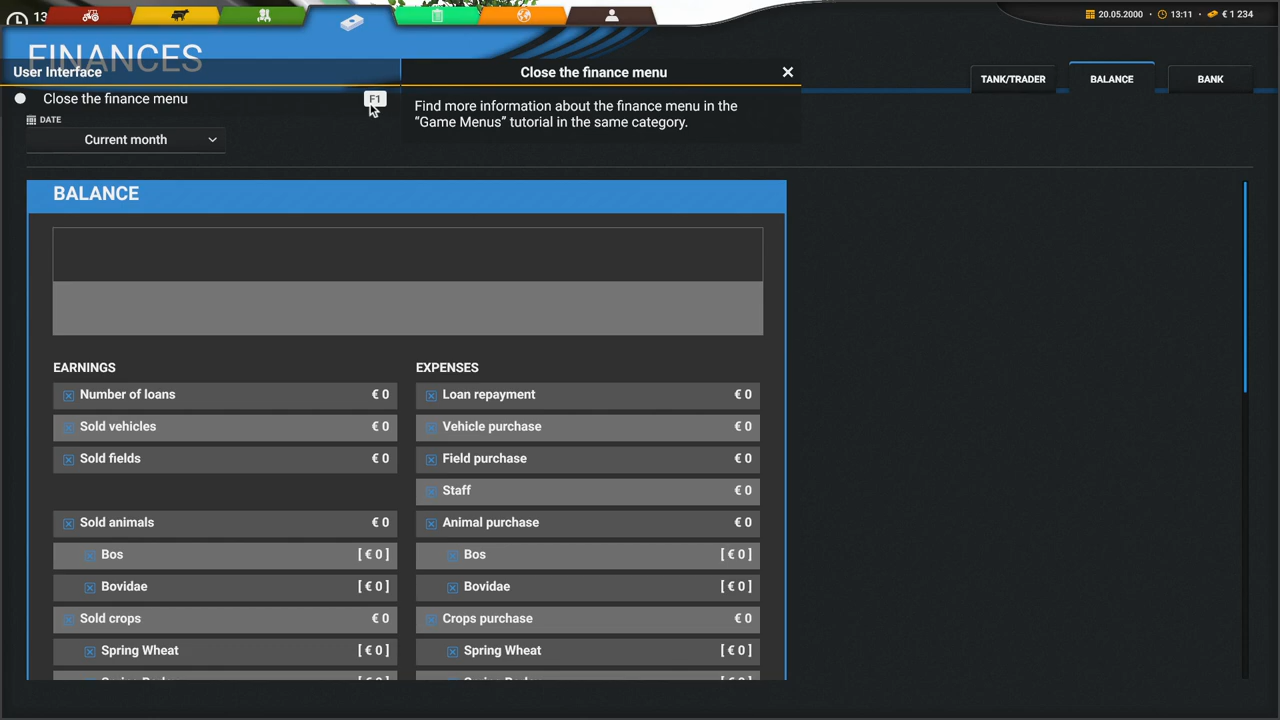 13
20.05.2000 • 13:11 • € 1 234
FINANCES
User Interface
Close the finance menu
TANK/TRADER
BALANCE
BANK
Close the finance menu
F1
Find more information about the finance menu in the
“Game Menus” tutorial in the same category.
DATE
Current month
BALANCE
EARNINGS
EXPENSES
Number of loans € 0
Loan repayment € 0
Sold vehicles € 0
Vehicle purchase € 0
Sold fields € 0
Field purchase € 0
Staff € 0
Sold animals € 0
Animal purchase € 0
Bos [ € 0 ]
Bos [ € 0 ]
Bovidae [ € 0 ]
Bovidae [ € 0 ]
Sold crops € 0
Crops purchase € 0
Spring Wheat [ € 0 ]
Spring Wheat [ € 0 ]